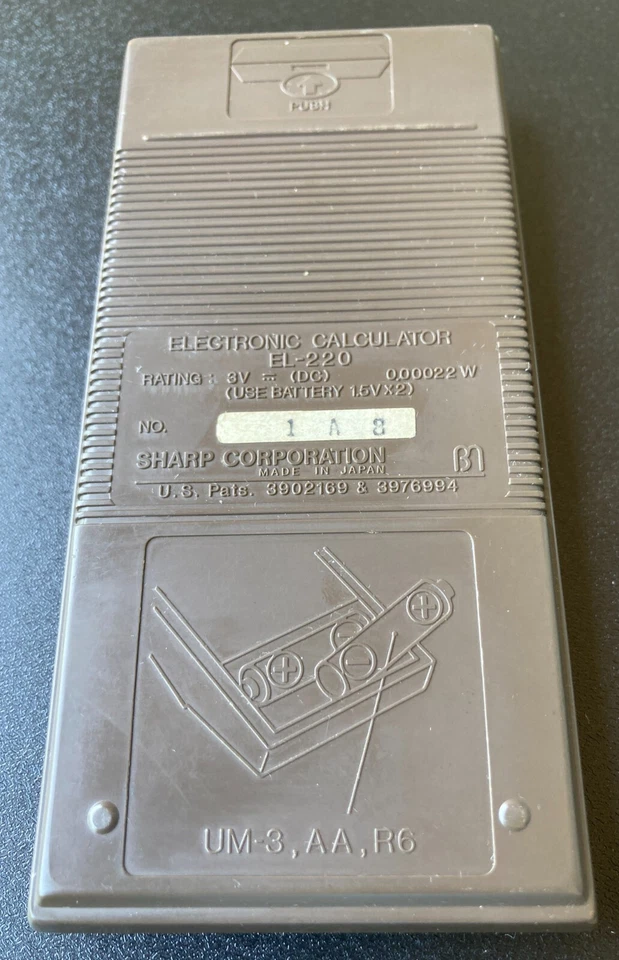 PUSH
ELECTRONIC CALCULATOR
EL-220
RATING : 3V ⎓ (DC) 0.00022 W
(USE BATTERY 1.5V×2)
NO. 1 A 8
SHARP CORPORATION
MADE IN JAPAN
U.S. Pats. 3902169 & 3976994
UM-3, AA, R6